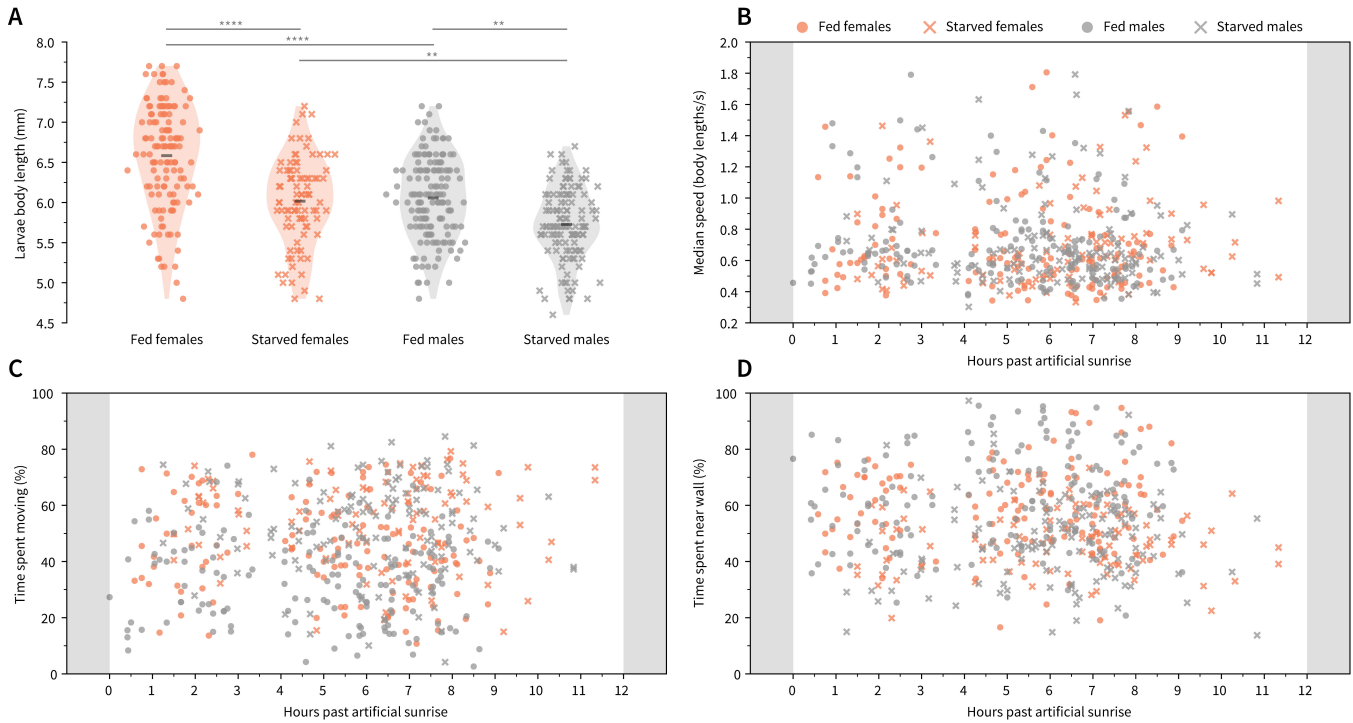 A
B
Fed females Starved females Fed males Starved males
**** **
****
**
Larvae body length (mm)
8.0
7.5
7.0
6.5
6.0
5.5
5.0
4.5
Fed females Starved females Fed males Starved males
Median speed (body lengths/s)
2.0
1.8
1.6
1.4
1.2
1.0
0.8
0.6
0.4
0.2
0 1 2 3 4 5 6 7 8 9 10 11 12
Hours past artificial sunrise
C
D
Time spent moving (%)
100
80
60
40
20
0
0 1 2 3 4 5 6 7 8 9 10 11 12
Hours past artificial sunrise
Time spent near wall (%)
100
80
60
40
20
0
0 1 2 3 4 5 6 7 8 9 10 11 12
Hours past artificial sunrise